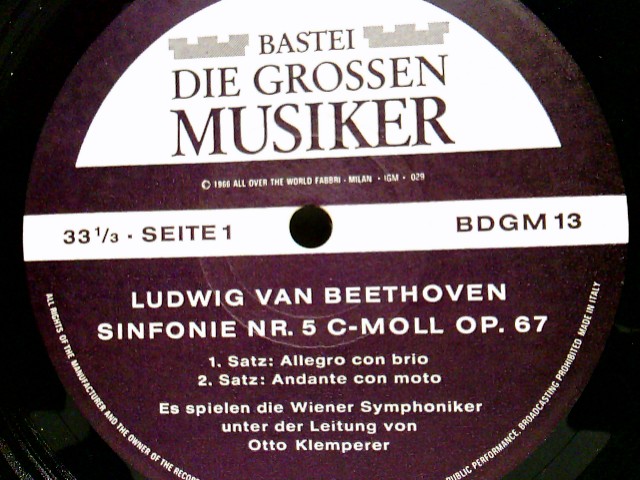 BASTEI
DIE GROSSEN
MUSIKER
© 1966 ALL OVER THE WORLD FABBRI - MILAN - IGM - 029
33 1/3 · SEITE 1
BDGM 13
LUDWIG VAN BEETHOVEN
SINFONIE NR. 5 C-MOLL OP. 67
1. Satz: Allegro con brio
2. Satz: Andante con moto
Es spielen die Wiener Symphoniker
unter der Leitung von
Otto Klemperer
ALL RIGHTS OF THE MANUFACTURER AND THE OWNER OF THE
PUBLIC PERFORMANCE, BROADCASTING PROHIBITED MADE IN ITALY